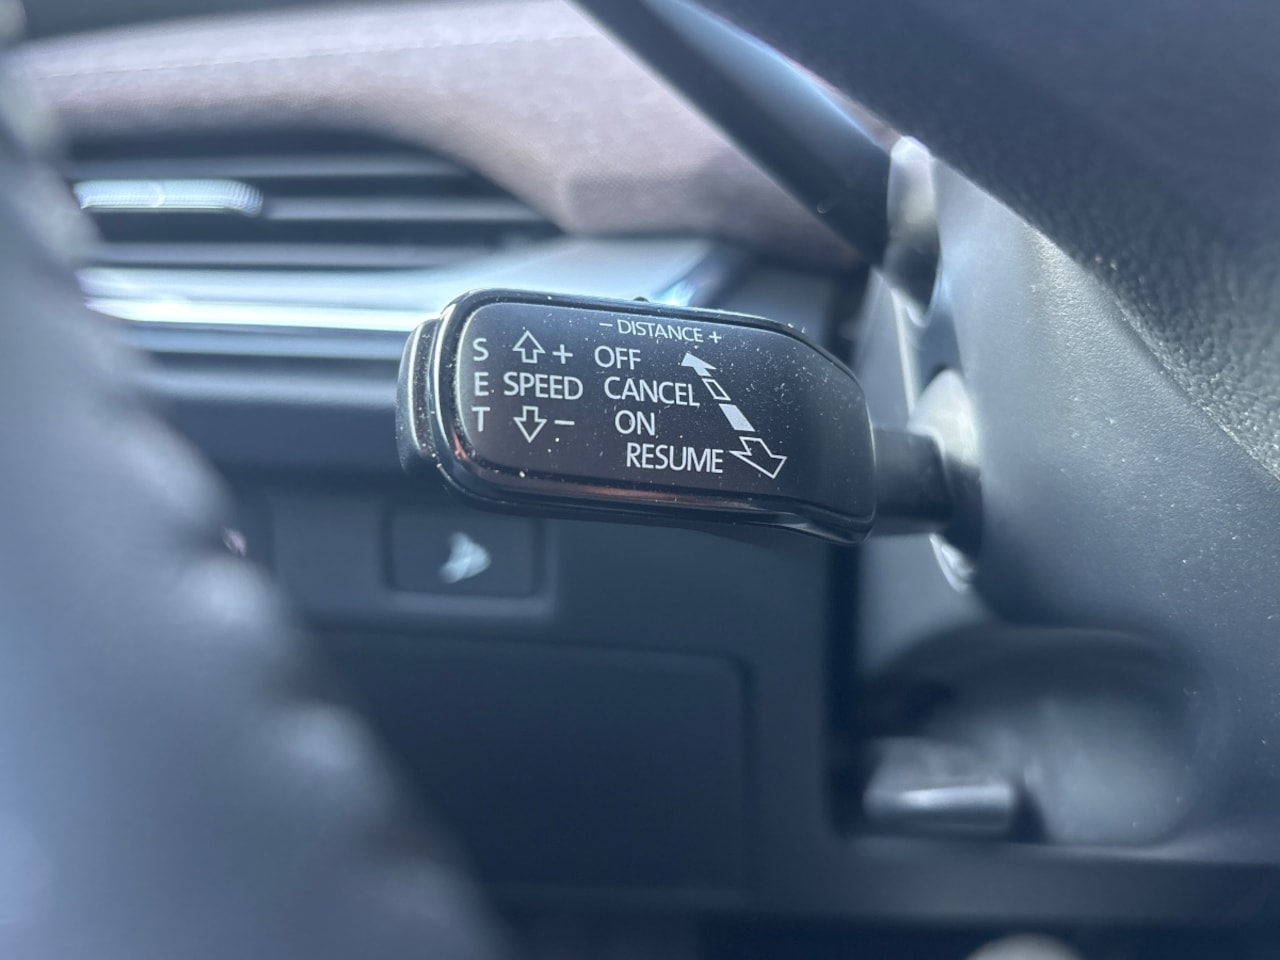 - DISTANCE +
S + OFF
E SPEED CANCEL
T - ON
RESUME